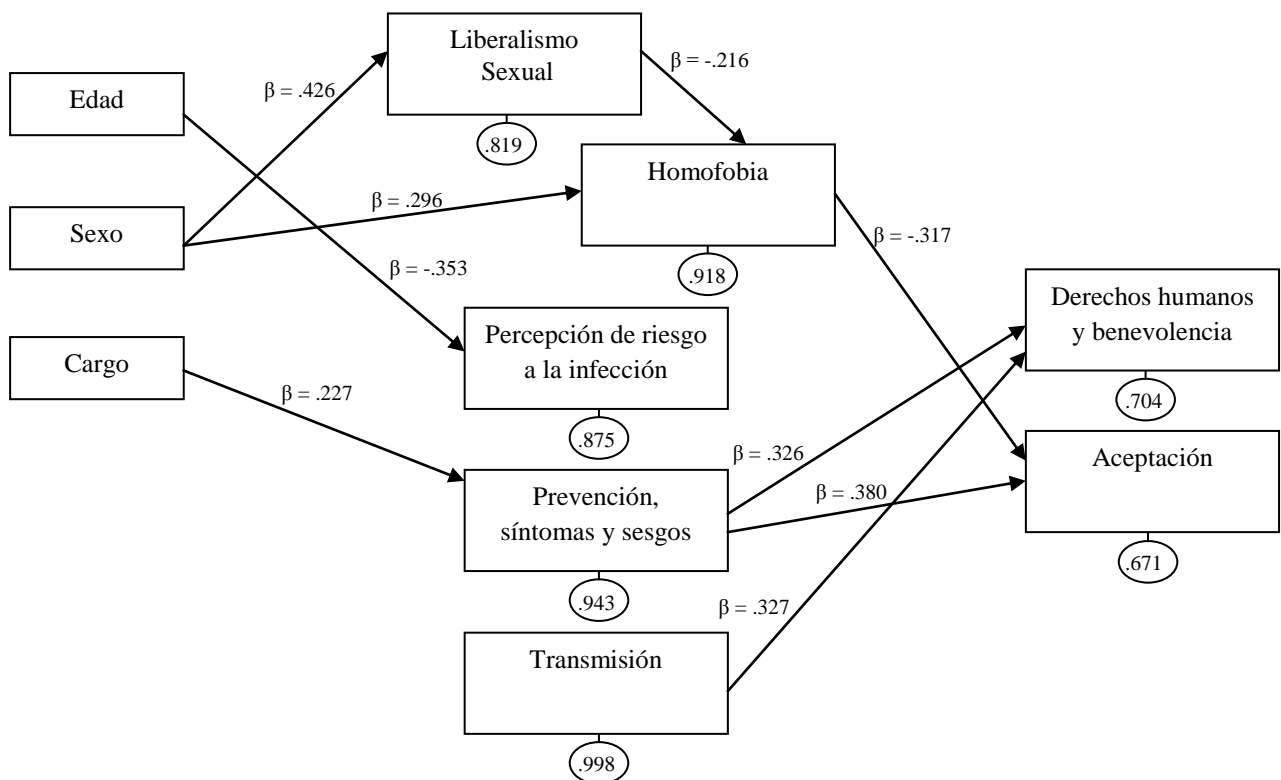 Liberalismo
Sexual
β = -.216
Edad
β = .426
.819
Homofobia
β = .296
Sexo
β = -.317
β = -.353
.918
Derechos humanos
y benevolencia
Percepción de riesgo
a la infección
Cargo
β = .227
.704
.875
β = .326
Aceptación
Prevención,
síntomas y sesgos
β = .380
.671
.943
β = .327
Transmisión
.998